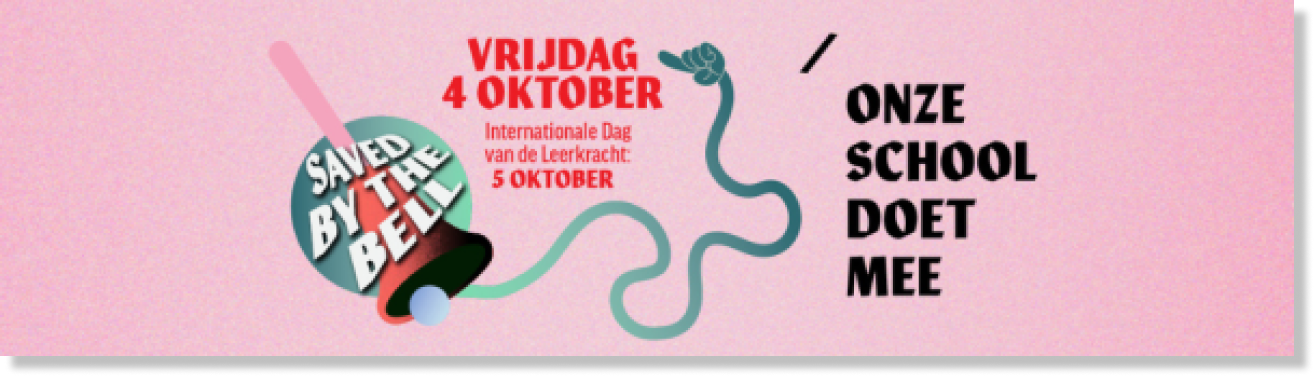 VRIJDAG
4 OKTOBER
Internationale Dag
van de Leerkracht:
5 OKTOBER
SAVED
BY THE
BELL
/
ONZE
SCHOOL
DOET
MEE